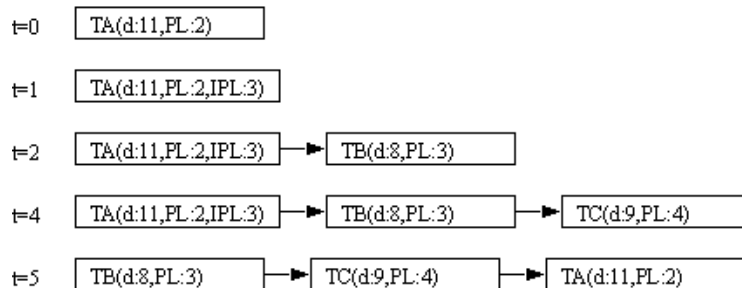 t=0 TA(d:11,PL:2)
t=1 TA(d:11,PL:2,IPL:3)
t=2 TA(d:11,PL:2,IPL:3) TB(d:8,PL:3)
t=4 TA(d:11,PL:2,IPL:3) TB(d:8,PL:3) TC(d:9,PL:4)
t=5 TB(d:8,PL:3) TC(d:9,PL:4) TA(d:11,PL:2)